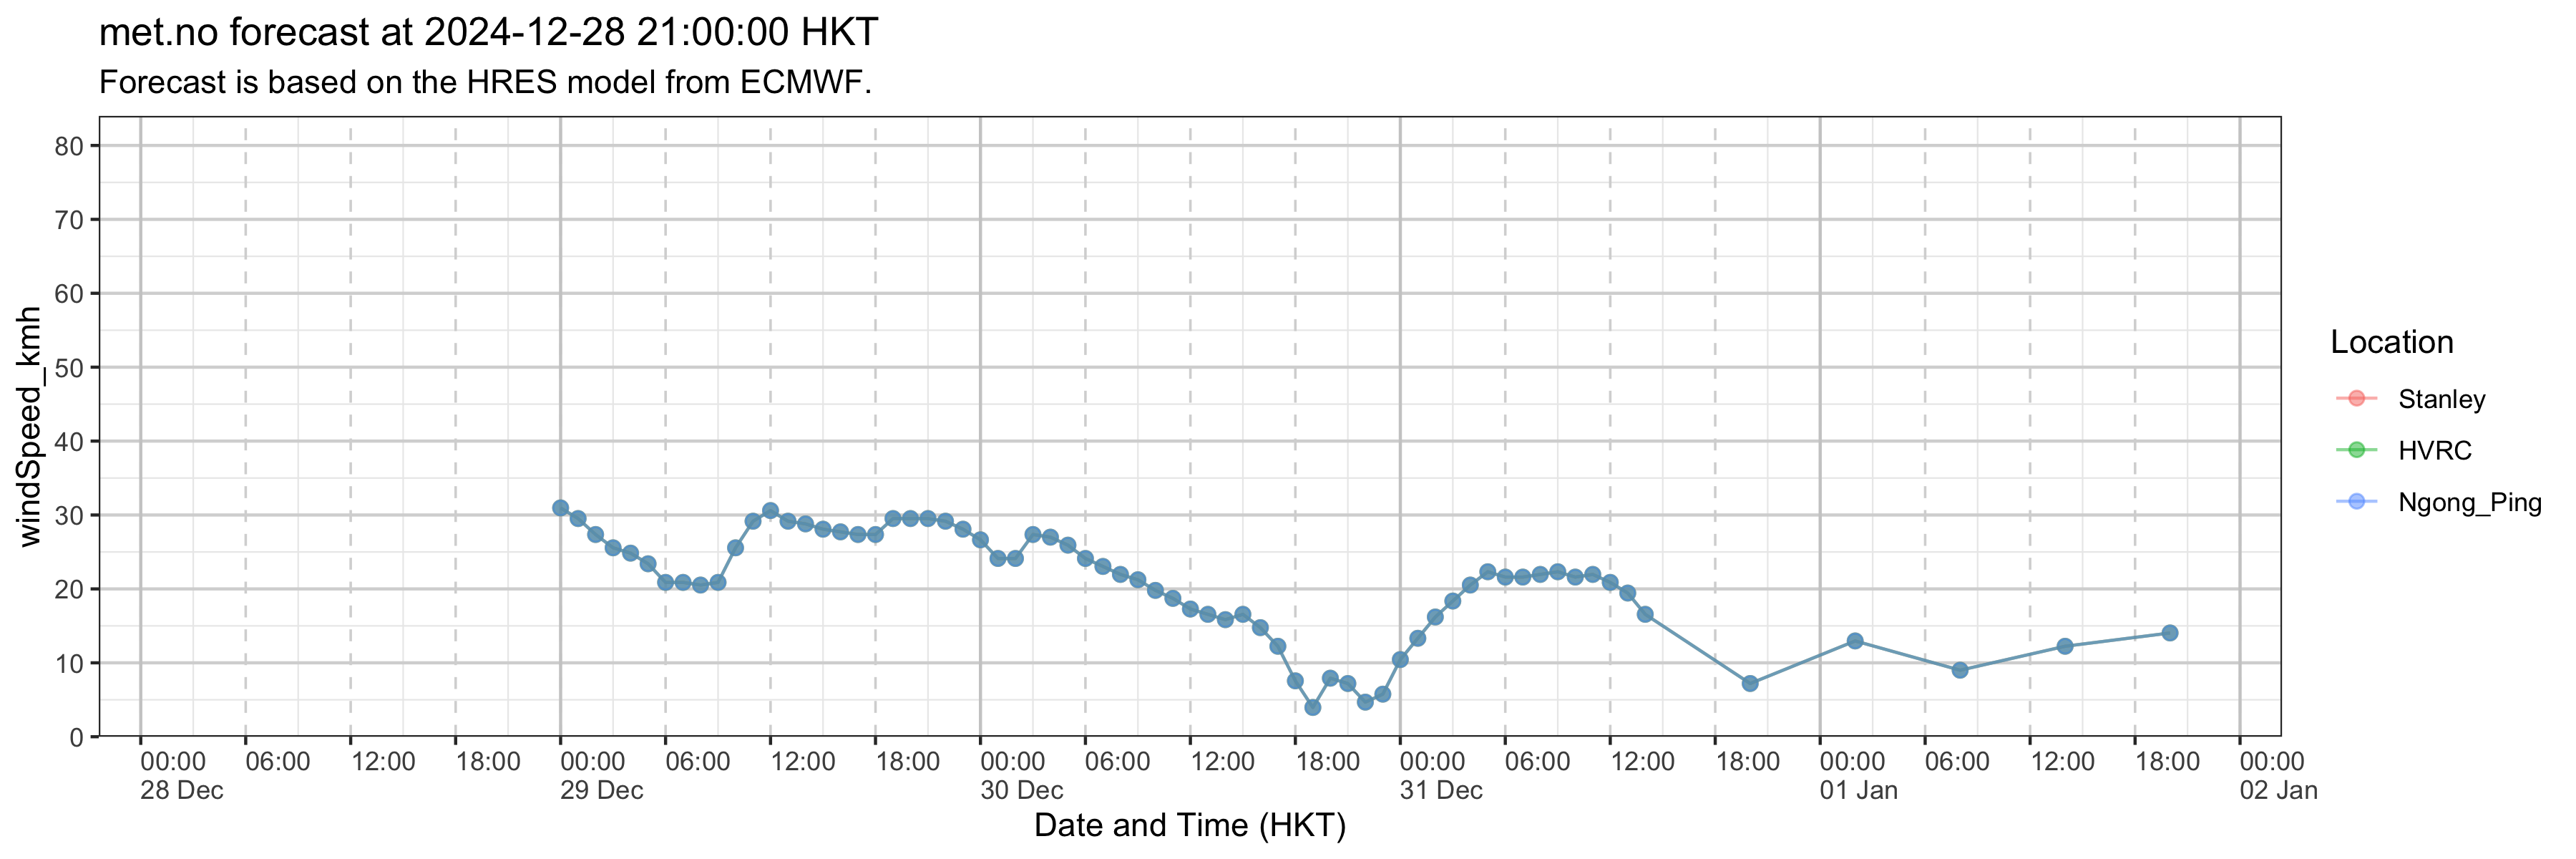 met.no forecast at 2024-12-28 21:00:00 HKT
Forecast is based on the HRES model from ECMWF.
windSpeed_kmh
80
70
60
50
40
30
20
10
0
00:00 06:00 12:00 18:00 00:00 06:00 12:00 18:00 00:00 06:00 12:00 18:00 00:00 06:00 12:00 18:00 00:00 06:00 12:00 18:00 00:00
28 Dec 29 Dec 30 Dec 31 Dec 01 Jan 02 Jan
Date and Time (HKT)
Location
Stanley
HVRC
Ngong_Ping